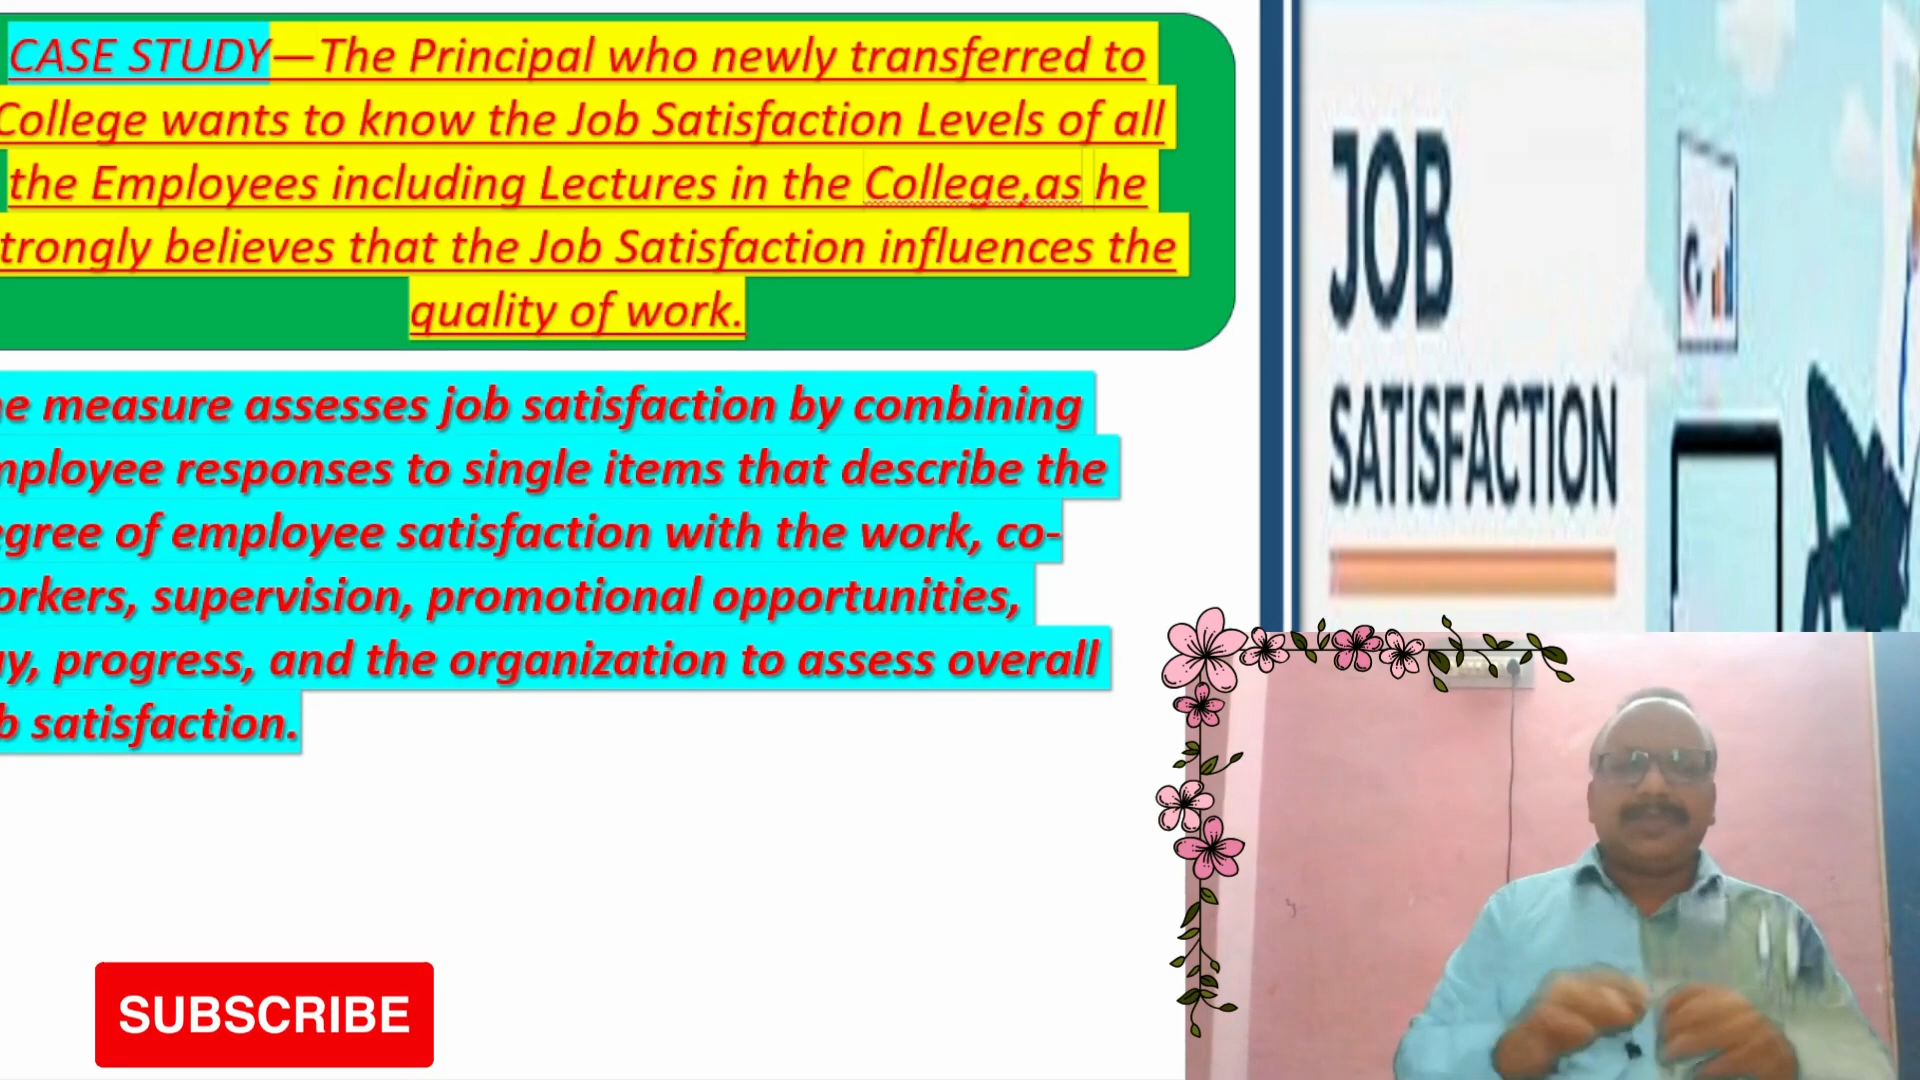 CASE STUDY—The Principal who newly transferred to
College wants to know the Job Satisfaction Levels of all
the Employees including Lectures in the College,as he
trongly believes that the Job Satisfaction influences the
quality of work.
e measure assesses job satisfaction by combining
mployee responses to single items that describe the
egree of employee satisfaction with the work, co-
orkers, supervision, promotional opportunities,
ay, progress, and the organization to assess overall
b satisfaction.
SUBSCRIBE
JOB
SATISFACTION